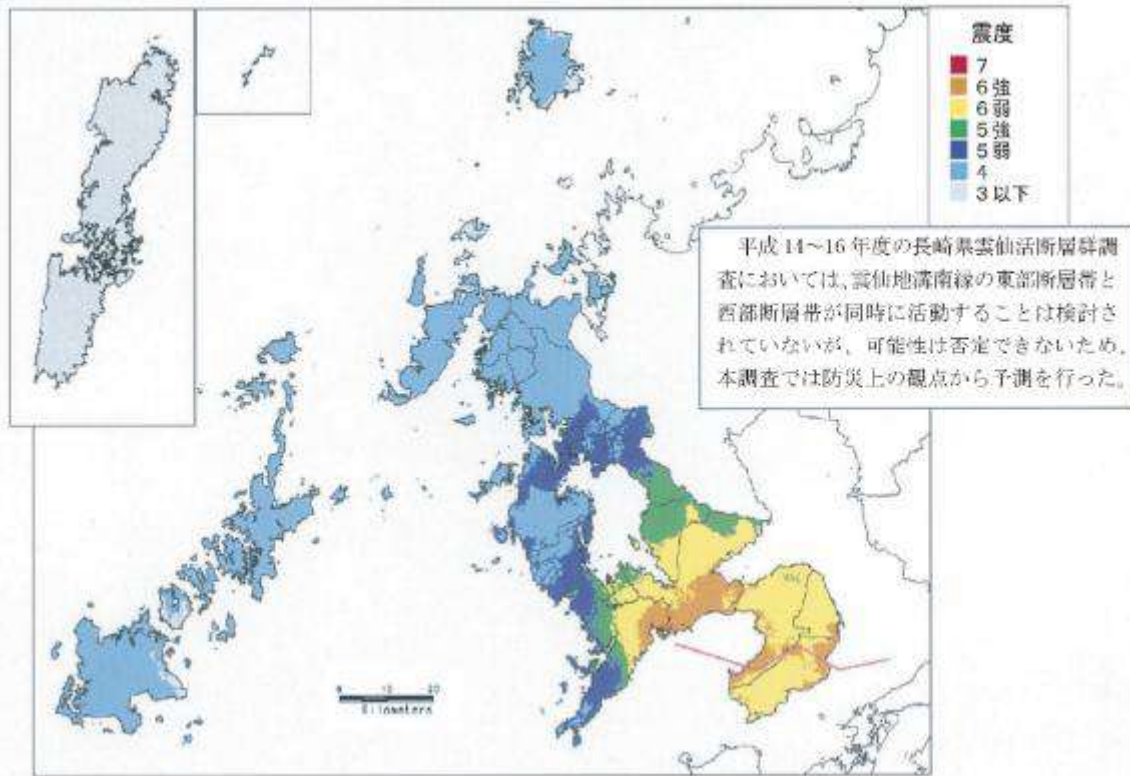 震度
7
6強
6弱
5強
5弱
4
3以下
平成14~16年度の長崎県雲仙活断層群調
査においては、雲仙地溝南縁の東部断層帯と
西部断層帯が同時に活動することは検討さ
れていないが、可能性は否定できないため、
本調査では防災上の観点から予測を行った。
0 10 20
Kilometers